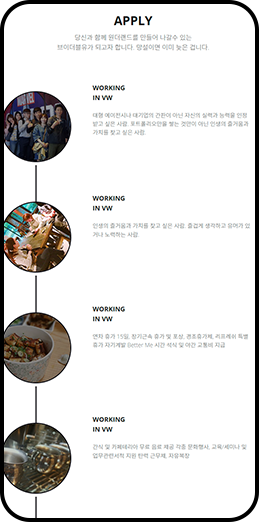 APPLY
당신과 함께 원더랜드를 만들어 나갈수 있는
브이더블유가 되고자 합니다. 망설이면 이미 늦은 겁니다.
WORKING
IN VW
대형 에이전시나 대기업의 간판이 아닌 자신의 실력과 능력을 인정
받고 싶은 사람. 포트폴리오만을 쌓는 것만이 아닌 인생의 즐거움과
가치를 찾고 싶은 사람.
WORKING
IN VW
인생의 즐거움과 가치를 찾고 싶은 사람. 즐겁게 생각하고 유머가 있
거나 노력하는 사람.
WORKING
IN VW
연차 휴가 15일, 장기근속 휴가 및 포상, 경조휴가제, 리프레쉬 특별
휴가 자기계발 Better Me 시간 석식 및 야간 교통비 지급
WORKING
IN VW
간식 및 카페테리아 무료 음료 제공 각종 문화행사, 교육/세미나 및
업무관련서적 지원 탄력 근무제, 자유복장